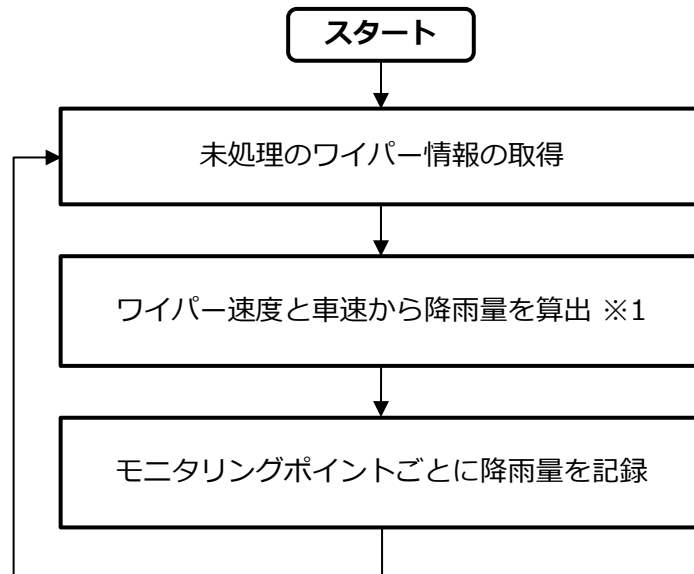 スタート
未処理のワイパー情報の取得
ワイパー速度と車速から降雨量を算出 ※1
モニタリングポイントごとに降雨量を記録